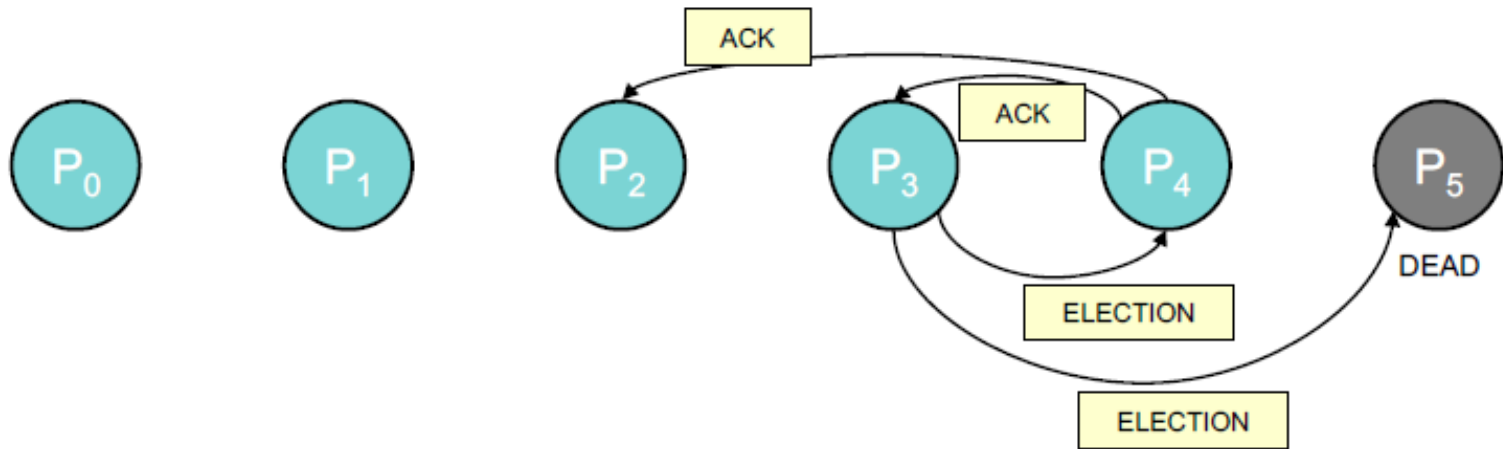 ACK
ACK
P₀ P₁ P₂ P₃ P₄ P₅
DEAD
ELECTION
ELECTION